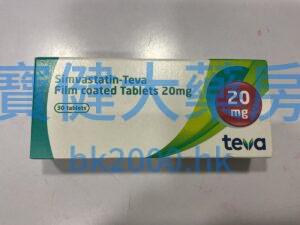 Simvastatin-Teva
Film coated Tablets 20mg
30 tablets
20
mg
teva
寶健大藥房
bk2000.hk